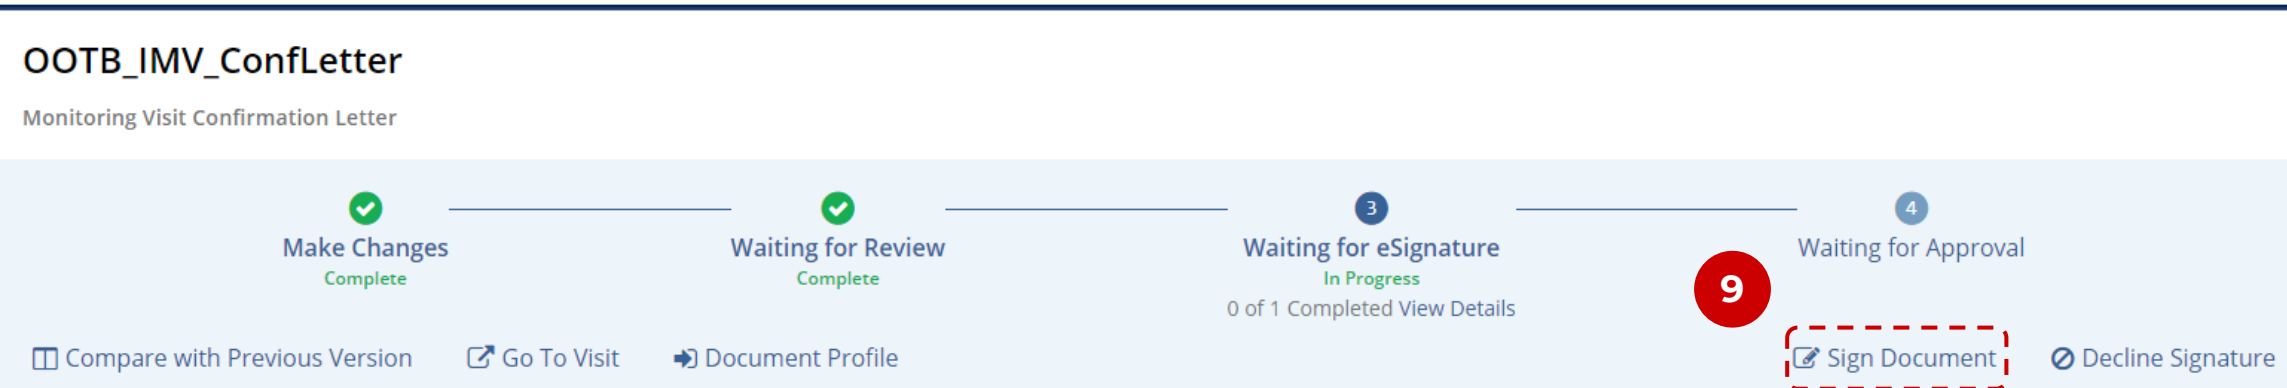 OOTB_IMV_ConfLetter
Monitoring Visit Confirmation Letter
3
4
Make Changes
Waiting for Review
Waiting for eSignature
Waiting for Approval
Complete
Complete
In Progress
9
0 of 1 Completed View Details
Compare with Previous Version
Go To Visit
Document Profile
Sign Document
Decline Signature